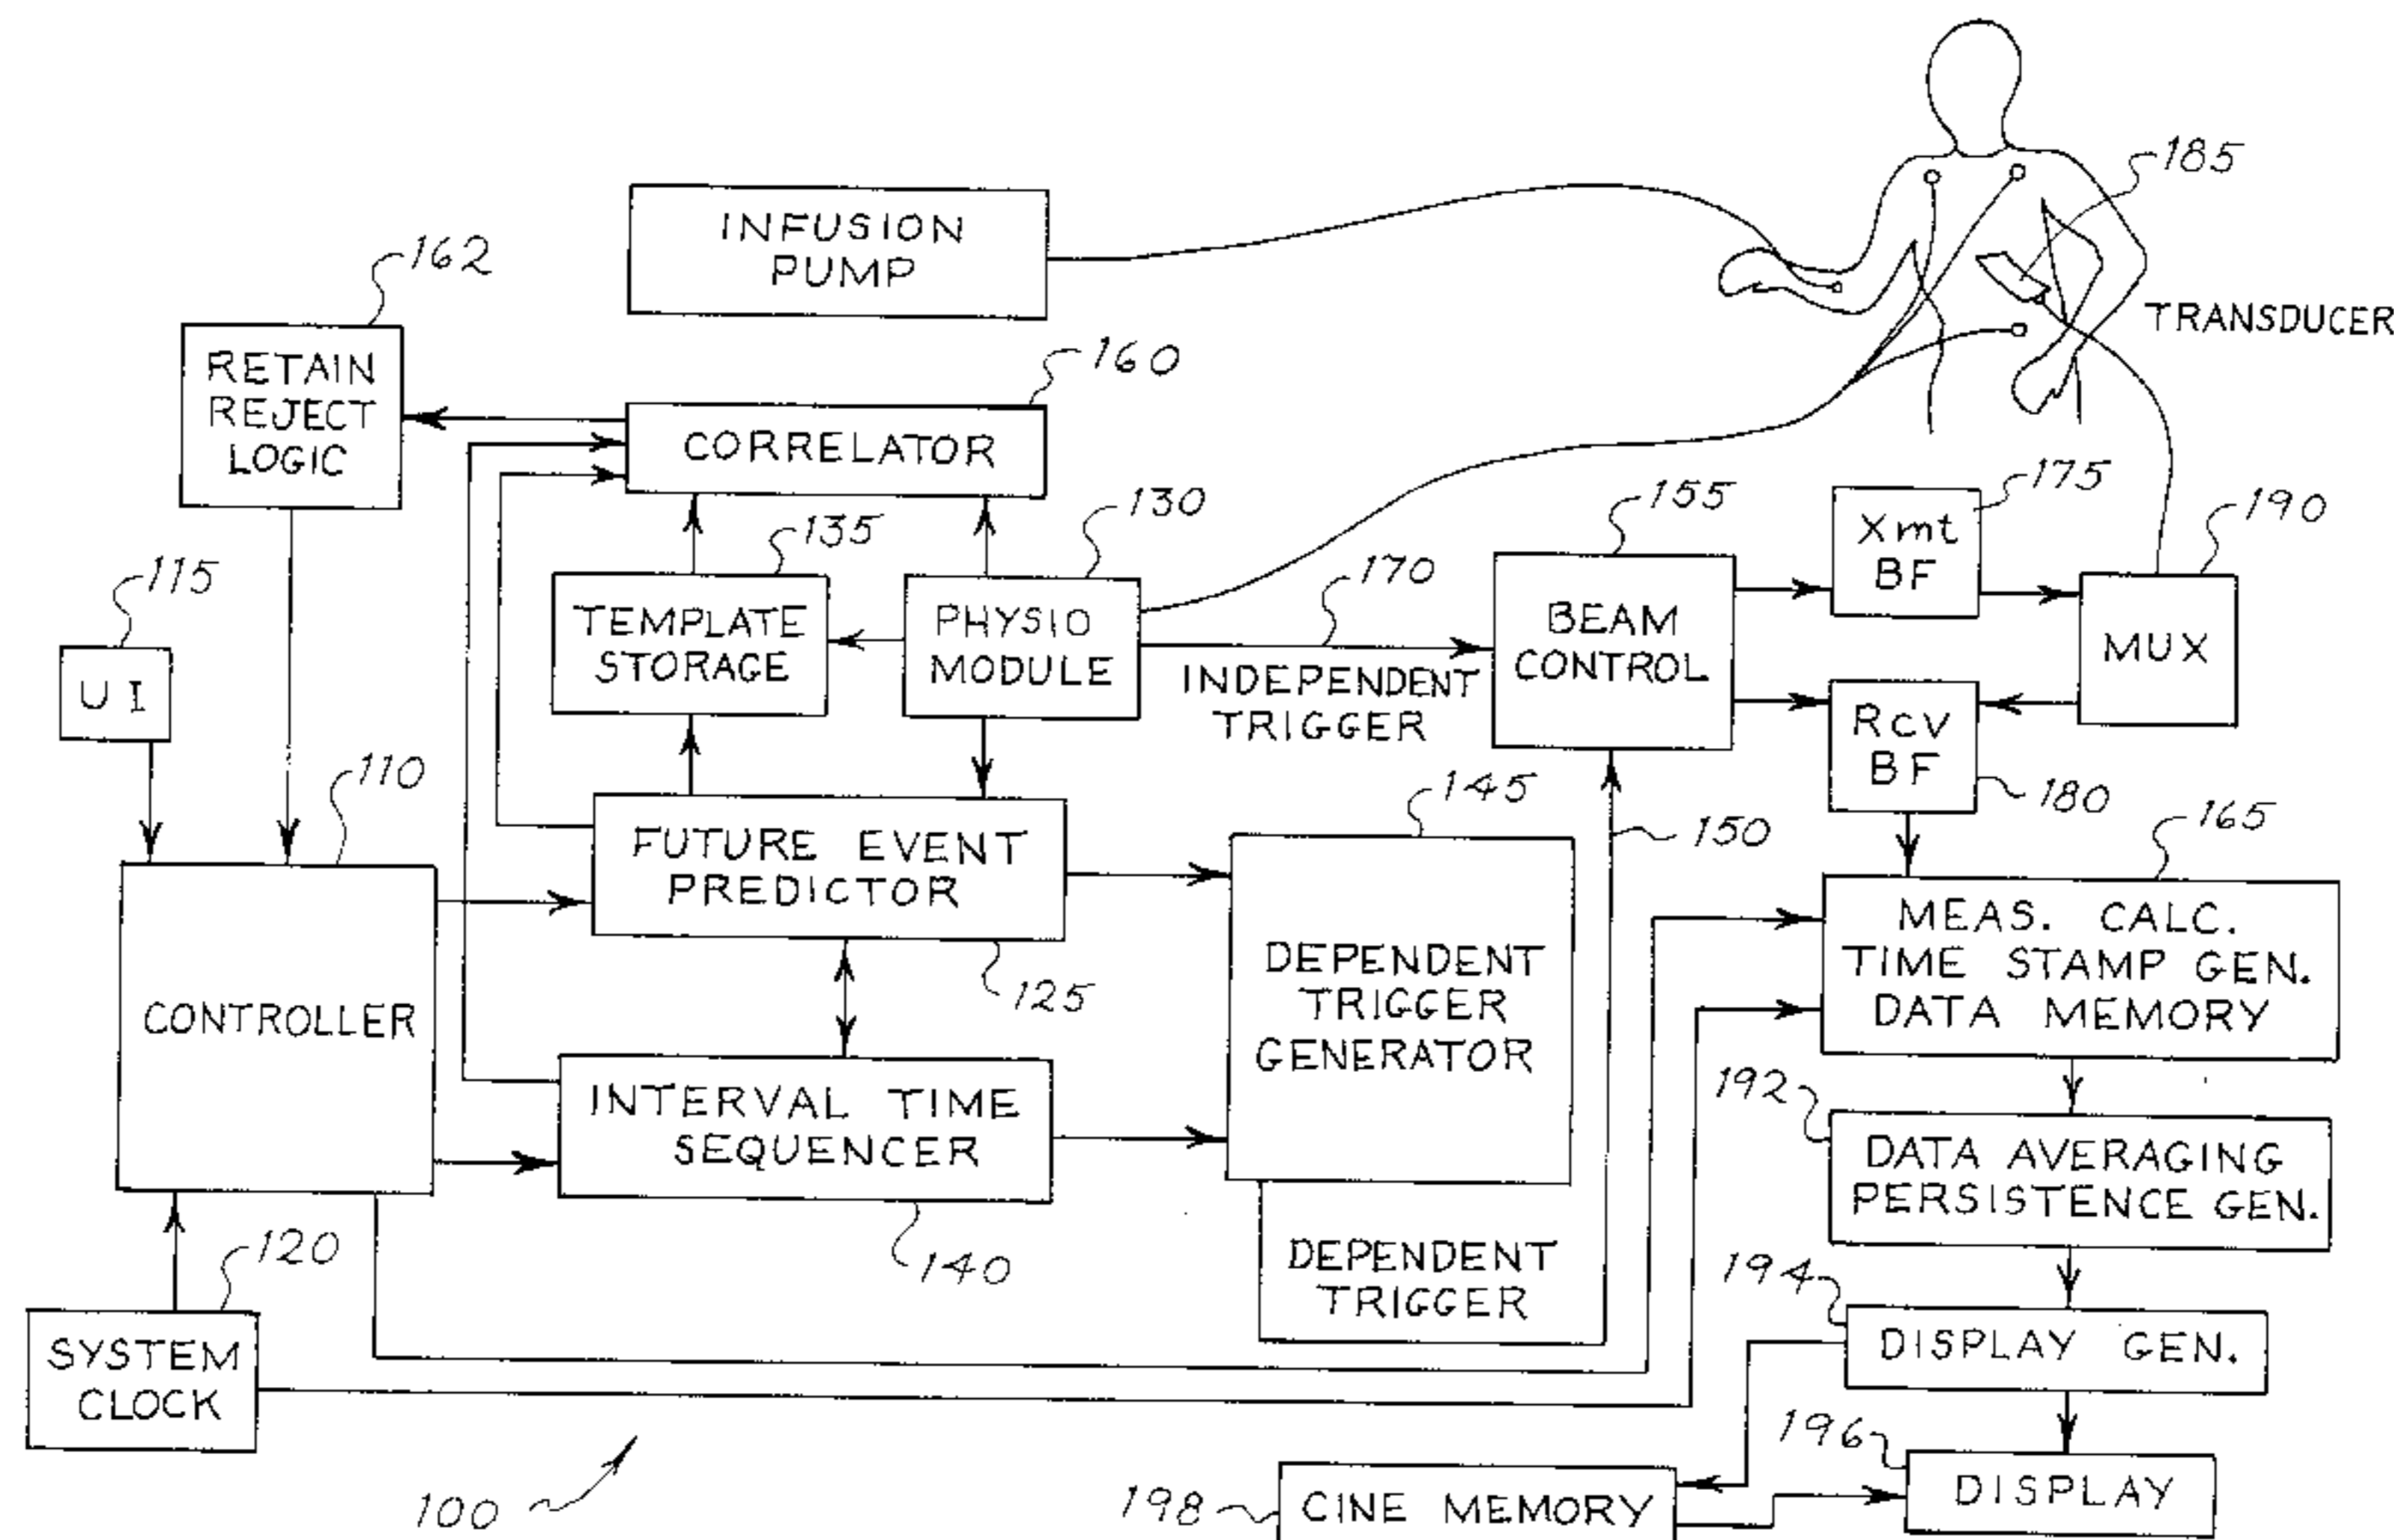 185
INFUSION
PUMP
162
TRANSDUCER
RETAIN
REJECT
LOGIC
160
CORRELATOR
155
175
190
Xmt
BF
135
130
170
115
TEMPLATE
STORAGE
PHYSIO
MODULE
BEAM
CONTROL
MUX
UI
INDEPENDENT
TRIGGER
Rcv
BF
110
145
150
180
165
FUTURE EVENT
PREDICTOR
MEAS. CALC.
TIME STAMP GEN.
DATA MEMORY
CONTROLLER
125
DEPENDENT
TRIGGER
GENERATOR
INTERVAL TIME
SEQUENCER
192
DATA AVERAGING
PERSISTENCE GEN.
120
140
DEPENDENT
TRIGGER
194
SYSTEM
CLOCK
DISPLAY GEN.
196
100
198
CINE MEMORY
DISPLAY